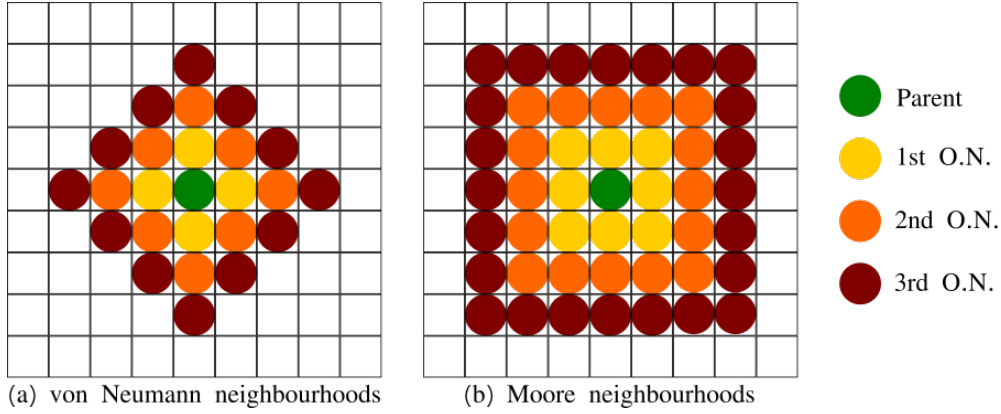 Parent
1st O.N.
2nd O.N.
3rd O.N.
(a) von Neumann neighbourhoods
(b) Moore neighbourhoods